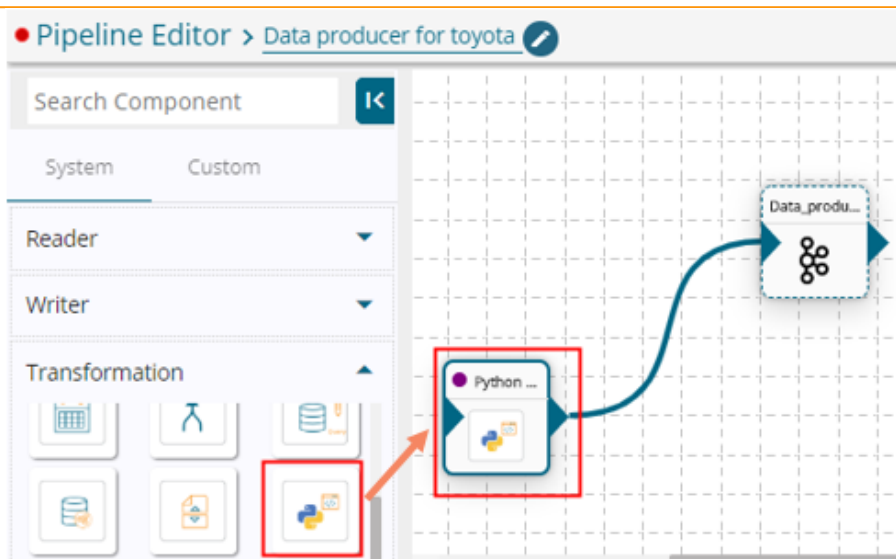 Pipeline Editor > Data producer for toyota
Search Component
System Custom
Reader
Writer
Transformation
Data_produ...
Python ...